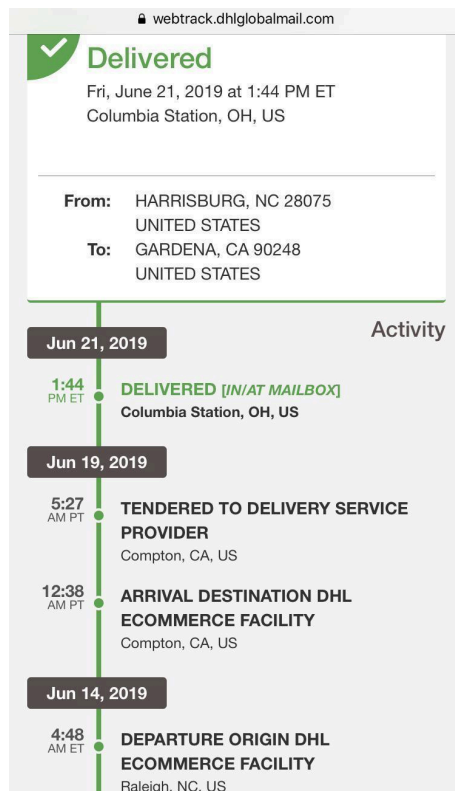 webtrack.dhlglobalmail.com
Delivered
Fri, June 21, 2019 at 1:44 PM ET
Columbia Station, OH, US
From: HARRISBURG, NC 28075
UNITED STATES
To: GARDENA, CA 90248
UNITED STATES
Activity
Jun 21, 2019
1:44 DELIVERED [IN/AT MAILBOX]
PM ET Columbia Station, OH, US
Jun 19, 2019
5:27 TENDERED TO DELIVERY SERVICE
AM PT PROVIDER
Compton, CA, US
12:38 ARRIVAL DESTINATION DHL
AM PT ECOMMERCE FACILITY
Compton, CA, US
Jun 14, 2019
4:48 DEPARTURE ORIGIN DHL
AM ET ECOMMERCE FACILITY
Raleigh, NC, US